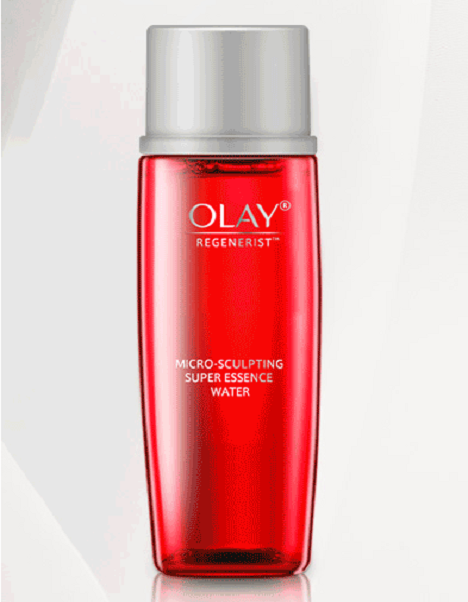 OLAY®
REGENERIST™
MICRO-SCULPTING
SUPER ESSENCE
WATER